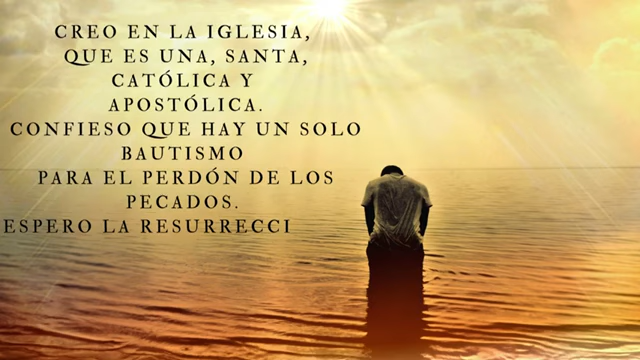 CREO EN LA IGLESIA,
QUE ES UNA, SANTA,
CATÓLICA Y
APOSTÓLICA.
CONFIESO QUE HAY UN SOLO
BAUTISMO
PARA EL PERDÓN DE LOS
PECADOS.
ESPERO LA RESURRECCI